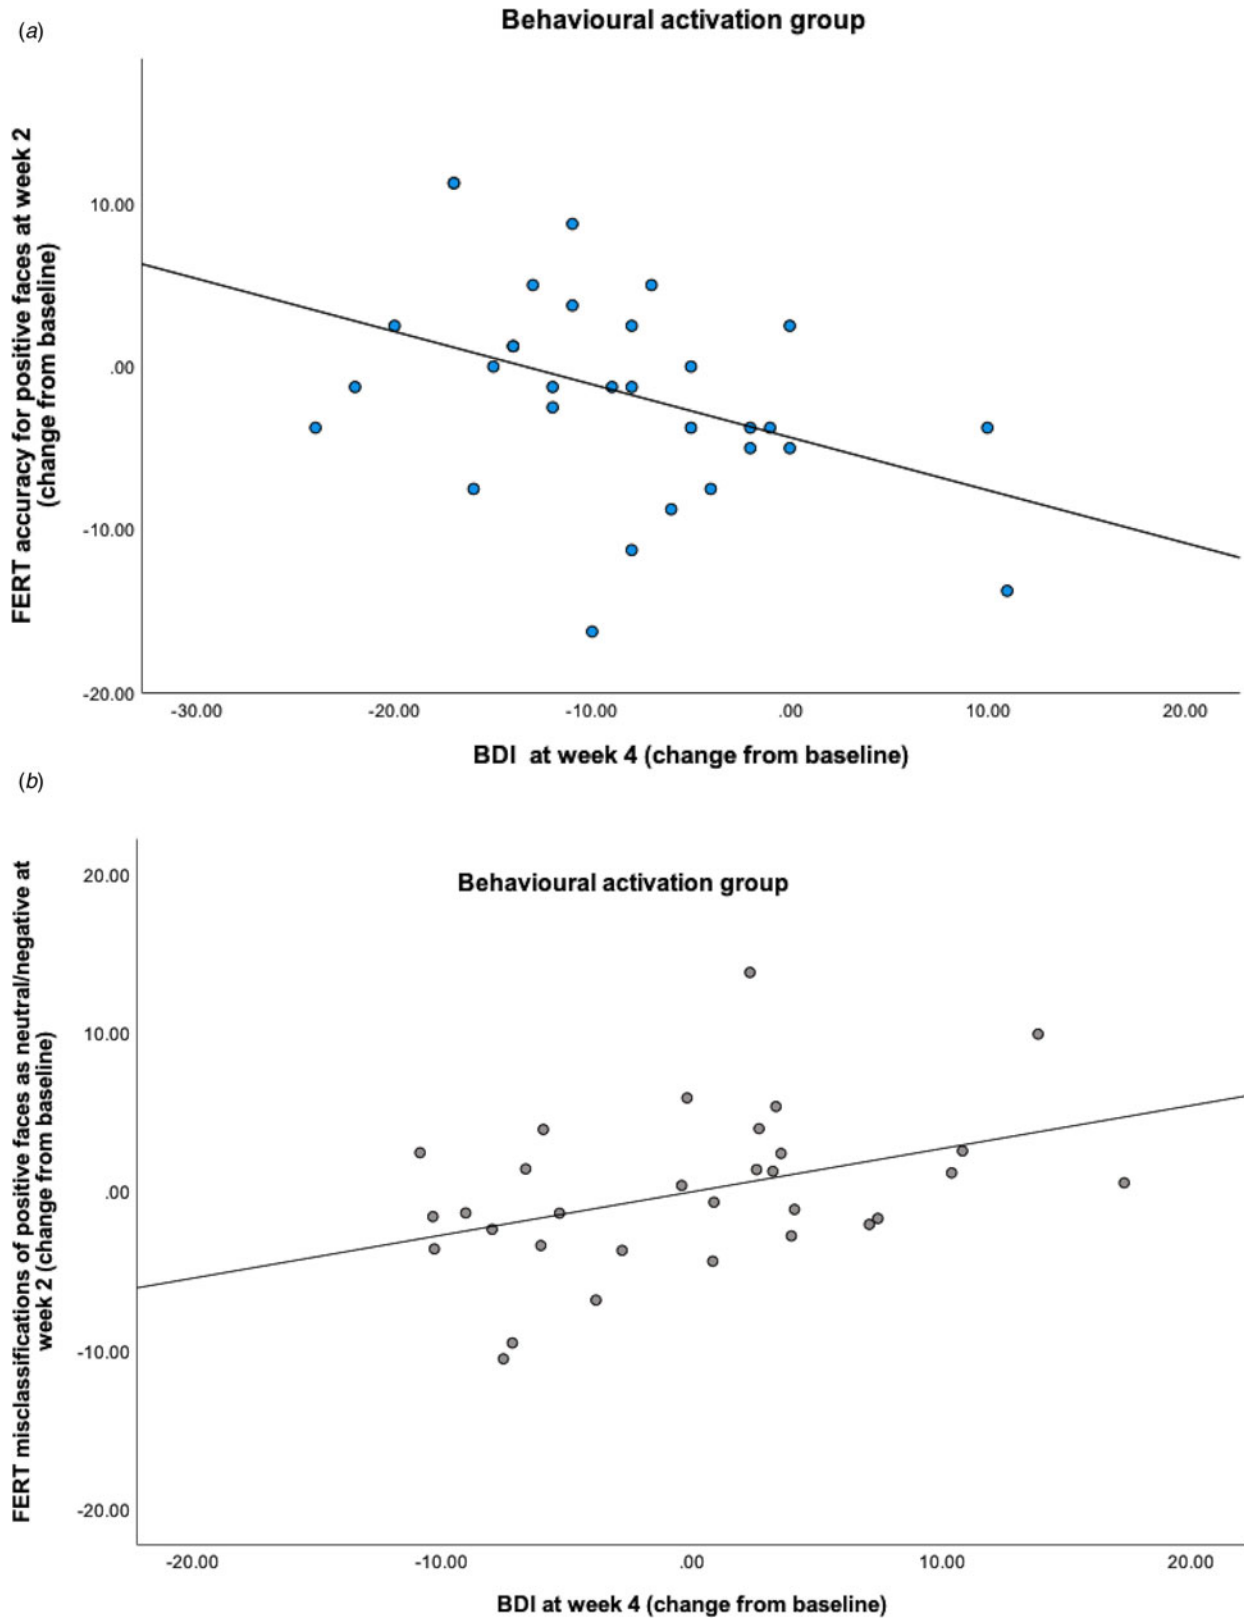 (a)
Behavioural activation group
FERT accuracy for positive faces at week 2
(change from baseline)
10.00
.00
-10.00
-20.00
-30.00 -20.00 -10.00 .00 10.00 20.00
BDI at week 4 (change from baseline)
(b)
Behavioural activation group
FERT misclassifications of positive faces as neutral/negative at
week 2 (change from baseline)
20.00
10.00
.00
-10.00
-20.00
-20.00 -10.00 .00 10.00 20.00
BDI at week 4 (change from baseline)